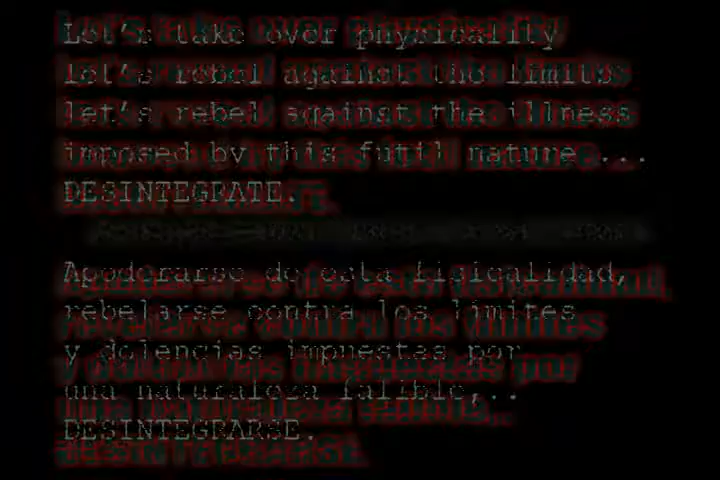 Let's take over physicality
let's rebel against the limits
let's rebel against the illness
imposed by this futil nature ...
DESINTEGRATE.
Apoderarse de esta fisicalidad,
rebelarse contra los limites
y dolencias impuestas por
una naturaleza falible,..
DESINTEGRARSE.